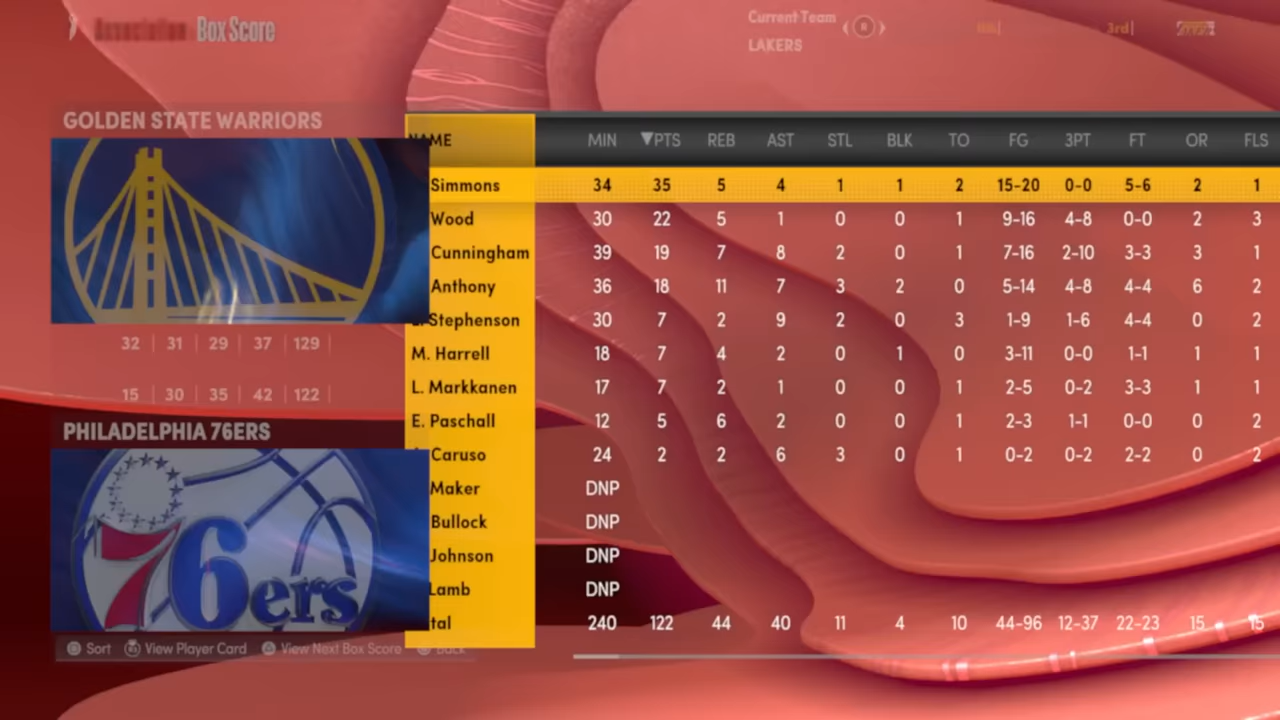 Association Box Score
Current Team
LAKERS
R
3rd
GOLDEN STATE WARRIORS
32 31 29 37 129
15 30 35 42 122
PHILADELPHIA 76ERS
76ers
NAME MIN ▼PTS REB AST STL BLK TO FG 3PT FT OR FLS
Simmons 34 35 5 4 1 1 2 15-20 0-0 5-6 2 1
Wood 30 22 5 1 0 0 1 9-16 4-8 0-0 2 3
Cunningham 39 19 7 8 2 0 1 7-16 2-10 3-3 3 1
Anthony 36 18 11 7 3 2 0 5-14 4-8 4-4 6 2
Stephenson 30 7 2 9 2 0 3 1-9 1-6 4-4 0 2
M. Harrell 18 7 4 2 0 1 0 3-11 0-0 1-1 1 1
L. Markkanen 17 7 2 1 0 0 1 2-5 0-2 3-3 1 1
E. Paschall 12 5 6 2 0 0 1 2-3 1-1 0-0 0 2
Caruso 24 2 2 6 3 0 1 0-2 0-2 2-2 0 2
Maker DNP
Bullock DNP
Johnson DNP
Lamb DNP
tal 240 122 44 40 11 4 10 44-96 12-37 22-23 15 15
Sort View Player Card View Next Box Score Back